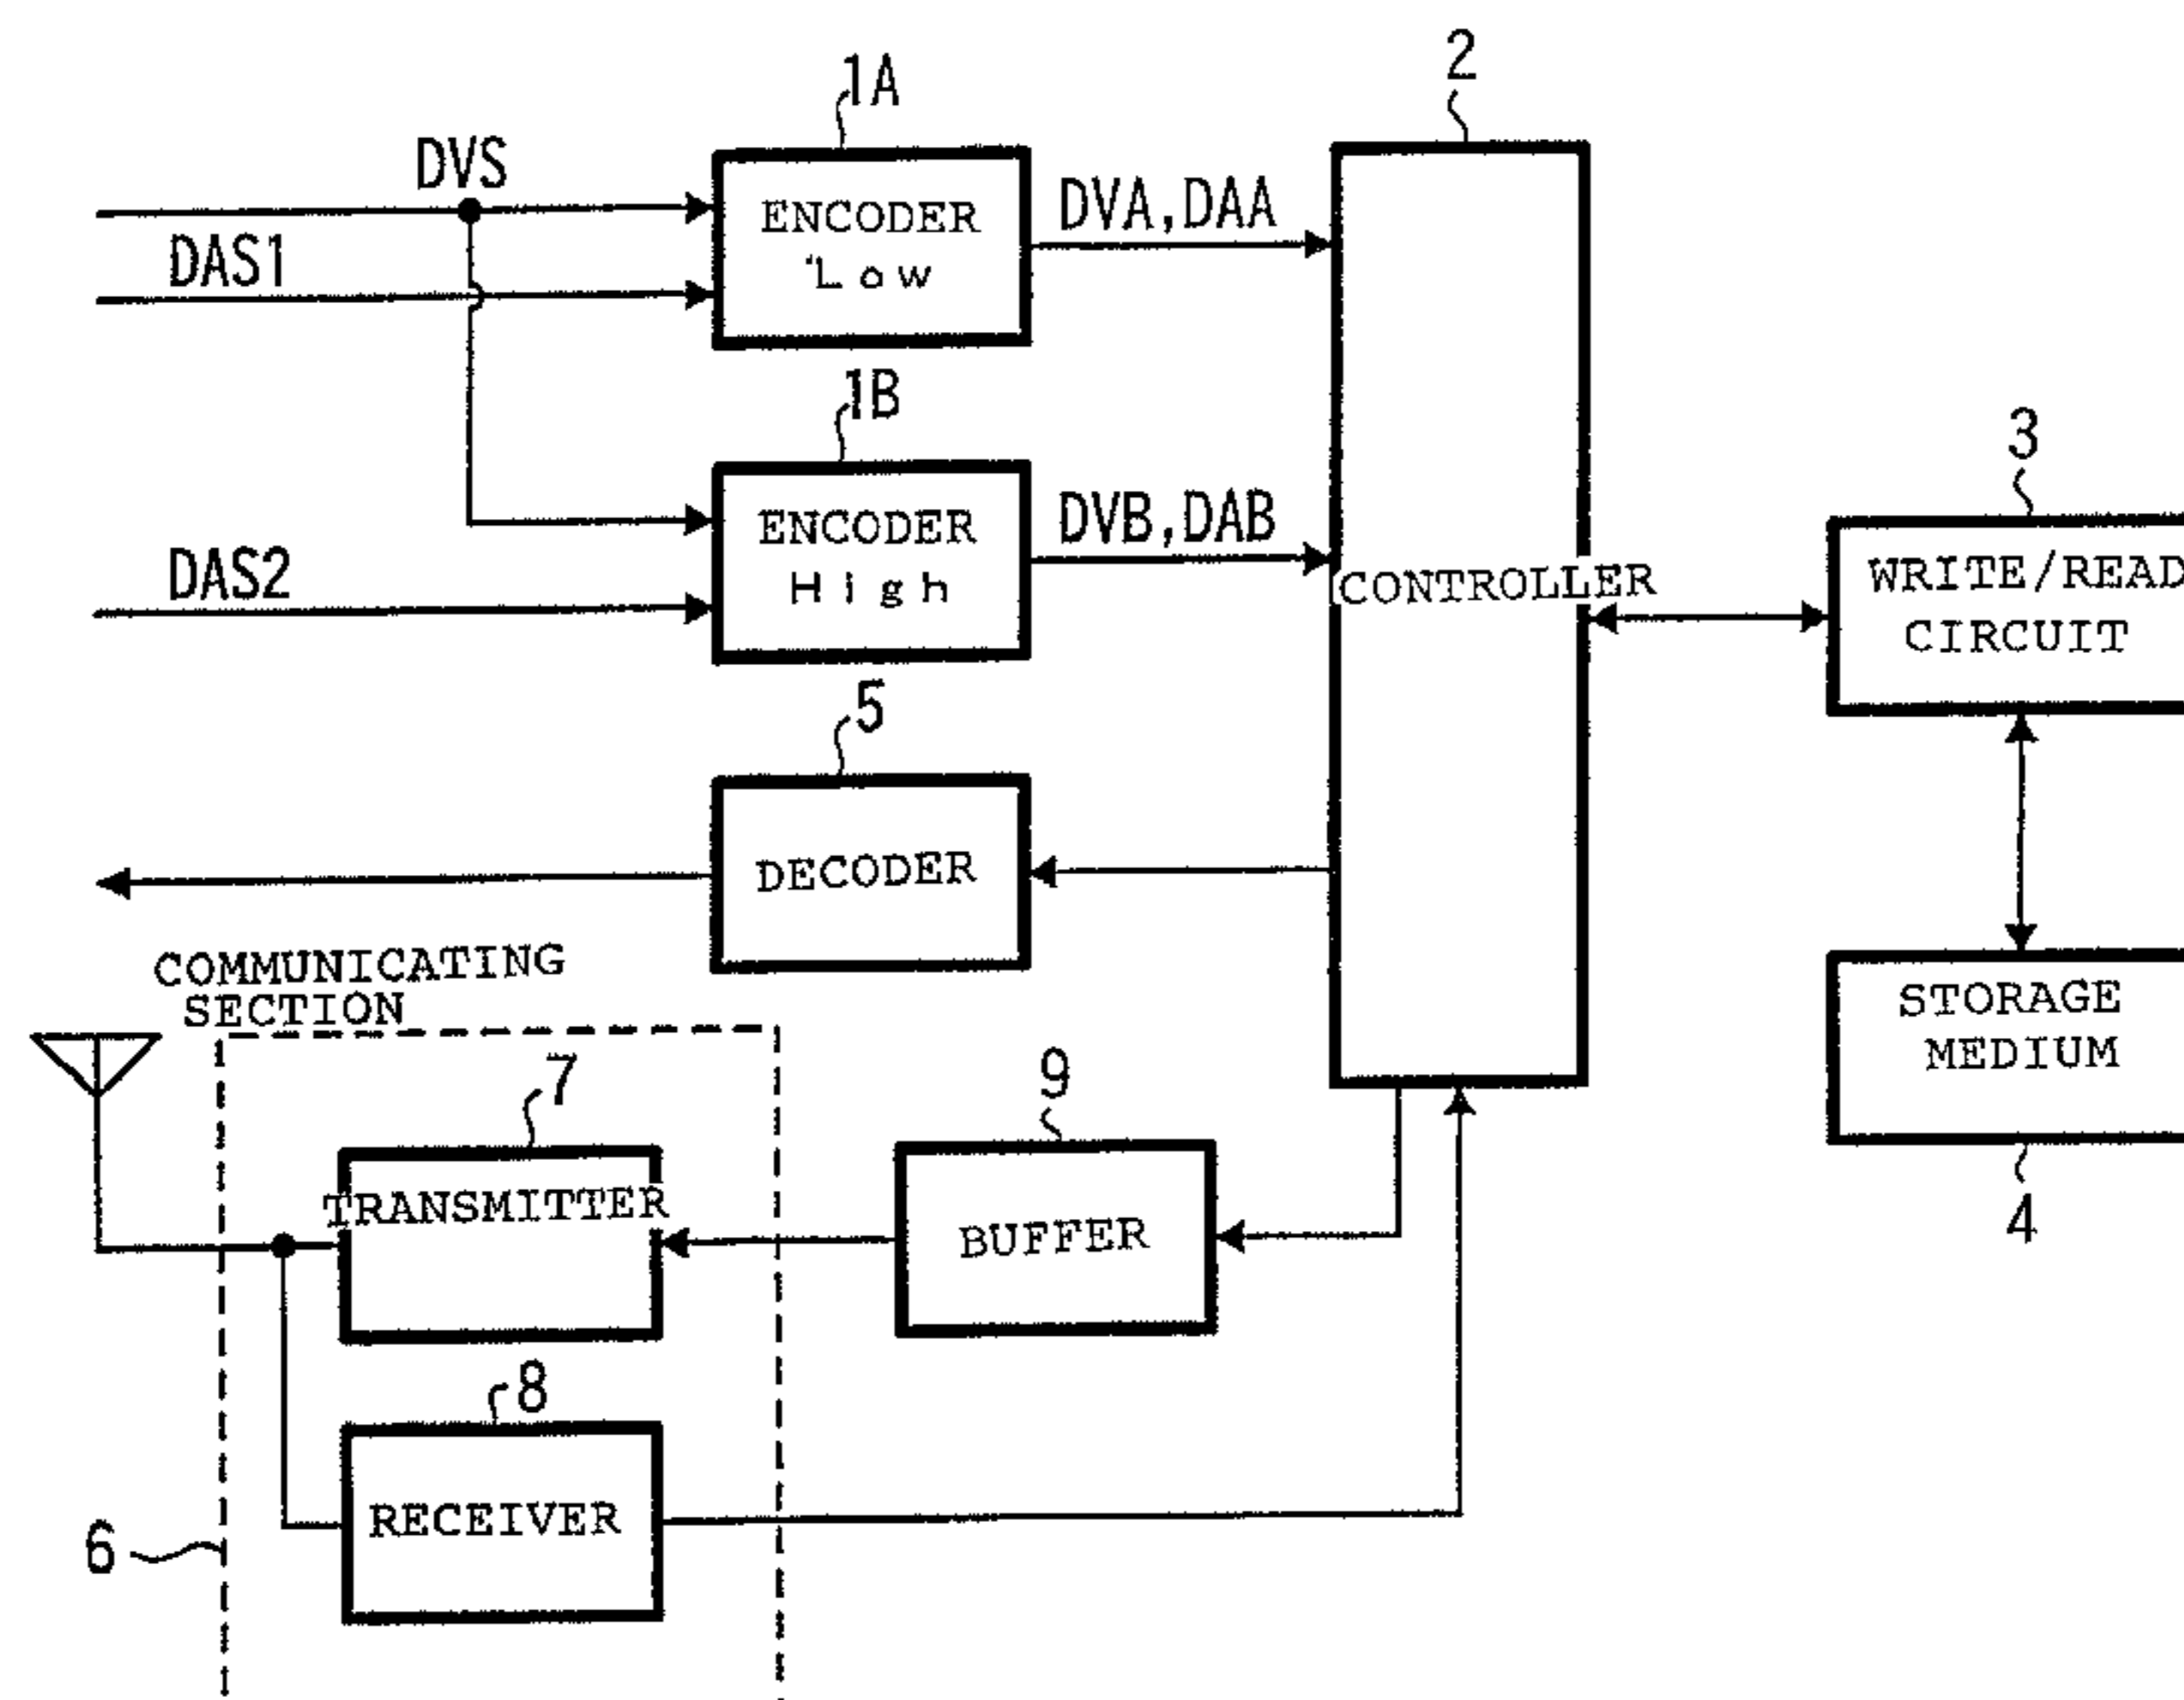 2
1A
DVS
ENCODER
Low
DVA,DAA
DAS1
1B
3
ENCODER
High
DVB,DAB
DAS2
CONTROLLER
WRITE/READ
CIRCUIT
5
DECODER
COMMUNICATING
SECTION
STORAGE
MEDIUM
7
9
TRANSMITTER
BUFFER
4
8
RECEIVER
6